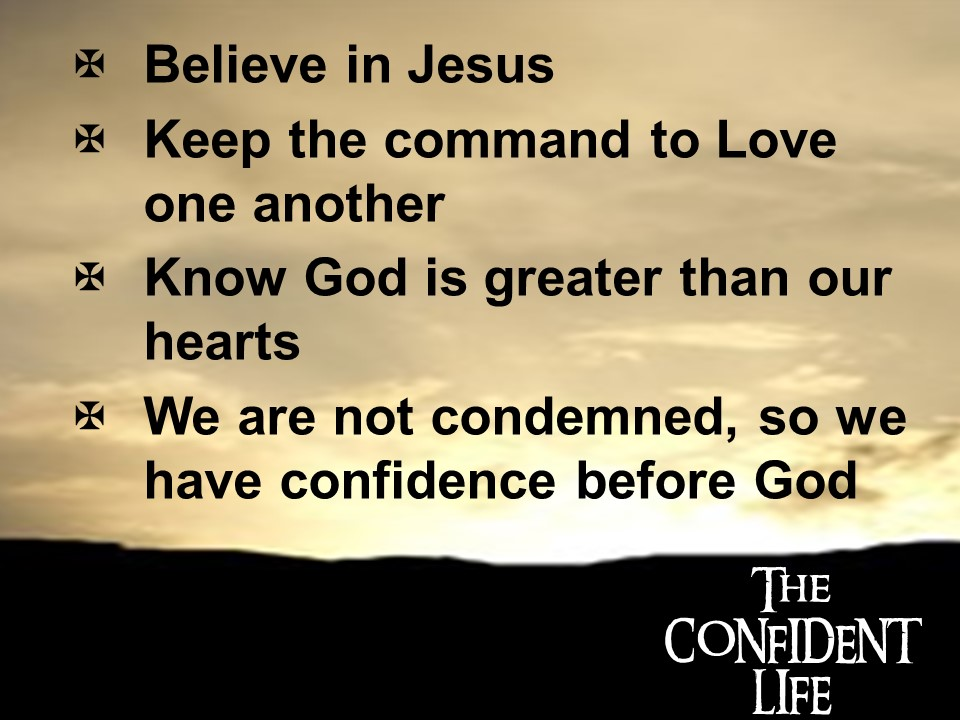 ✠ Believe in Jesus
✠ Keep the command to Love
one another
✠ Know God is greater than our
hearts
✠ We are not condemned, so we
have confidence before God
THE
CONFIDENT
LIFE